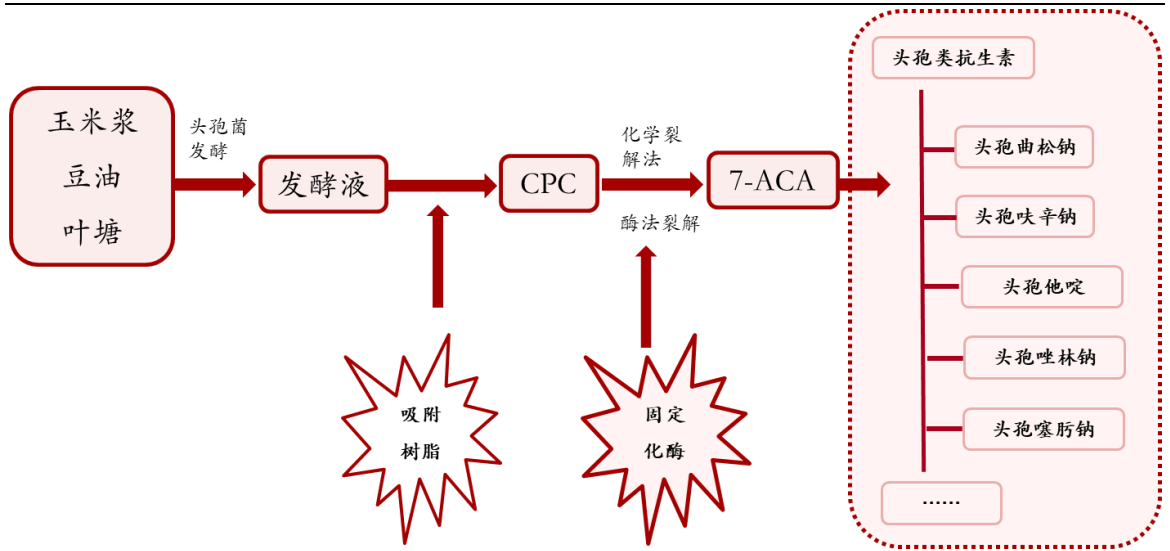 玉米浆
豆油
叶塘
头孢菌
发酵
发酵液
CPC
化学裂
解法
酶法裂解
7-ACA
吸附
树脂
固定
化酶
头孢类抗生素
头孢曲松钠
头孢呋辛钠
头孢他啶
头孢唑林钠
头孢噻肟钠
......